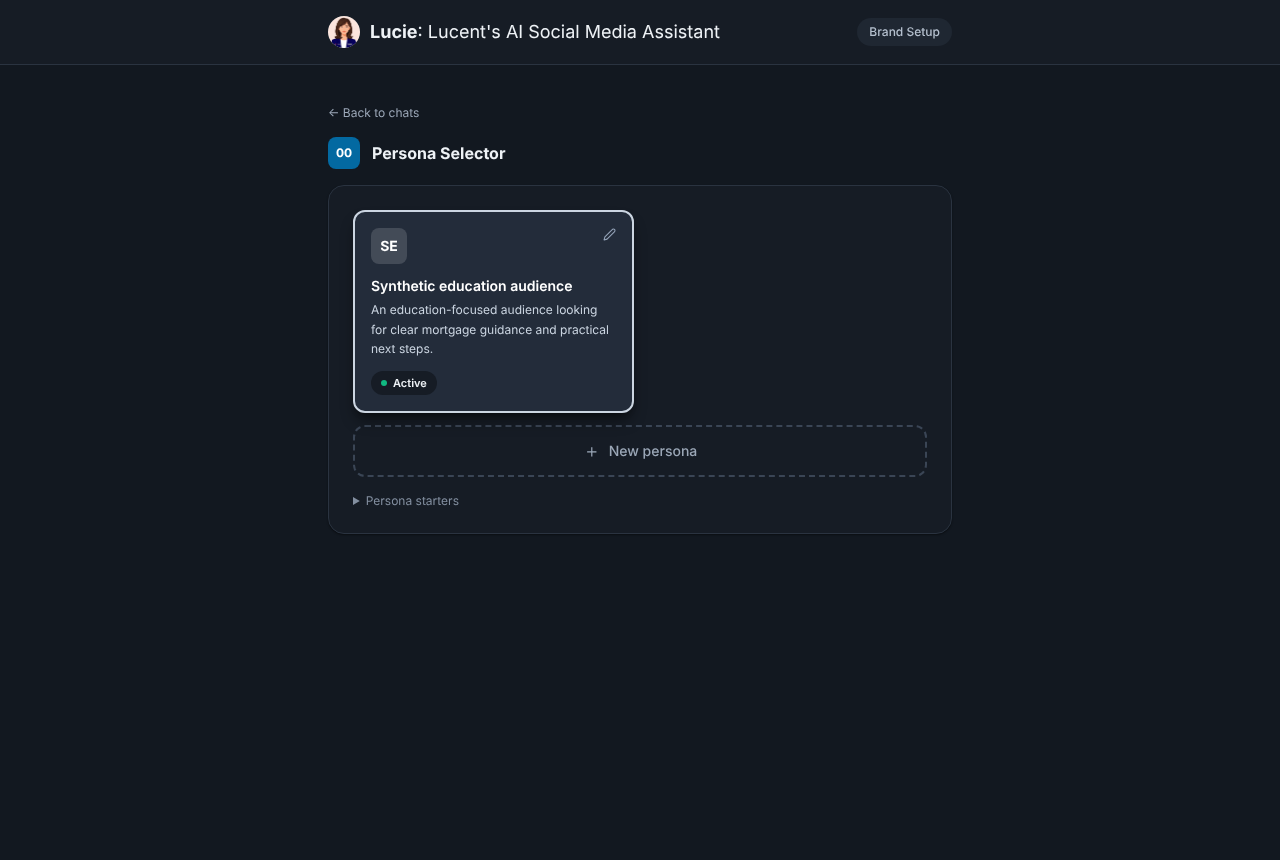 Lucie: Lucent's AI Social Media Assistant
Brand Setup
← Back to chats
00
Persona Selector
SE
Synthetic education audience
An education-focused audience looking
for clear mortgage guidance and practical
next steps.
Active
+ New persona
Persona starters